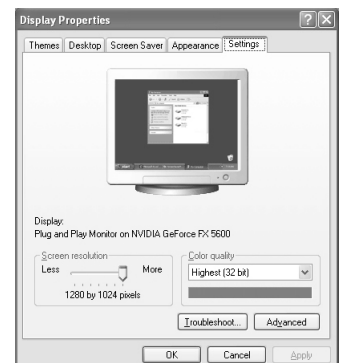 Display Properties
Themes Desktop Screen Saver Appearance Settings
Display:
Plug and Play Monitor on NVIDIA GeForce FX 5600
Screen resolution
Less More
1280 by 1024 pixels
Color quality
Highest (32 bit)
Troubleshoot... Advanced
OK Cancel Apply